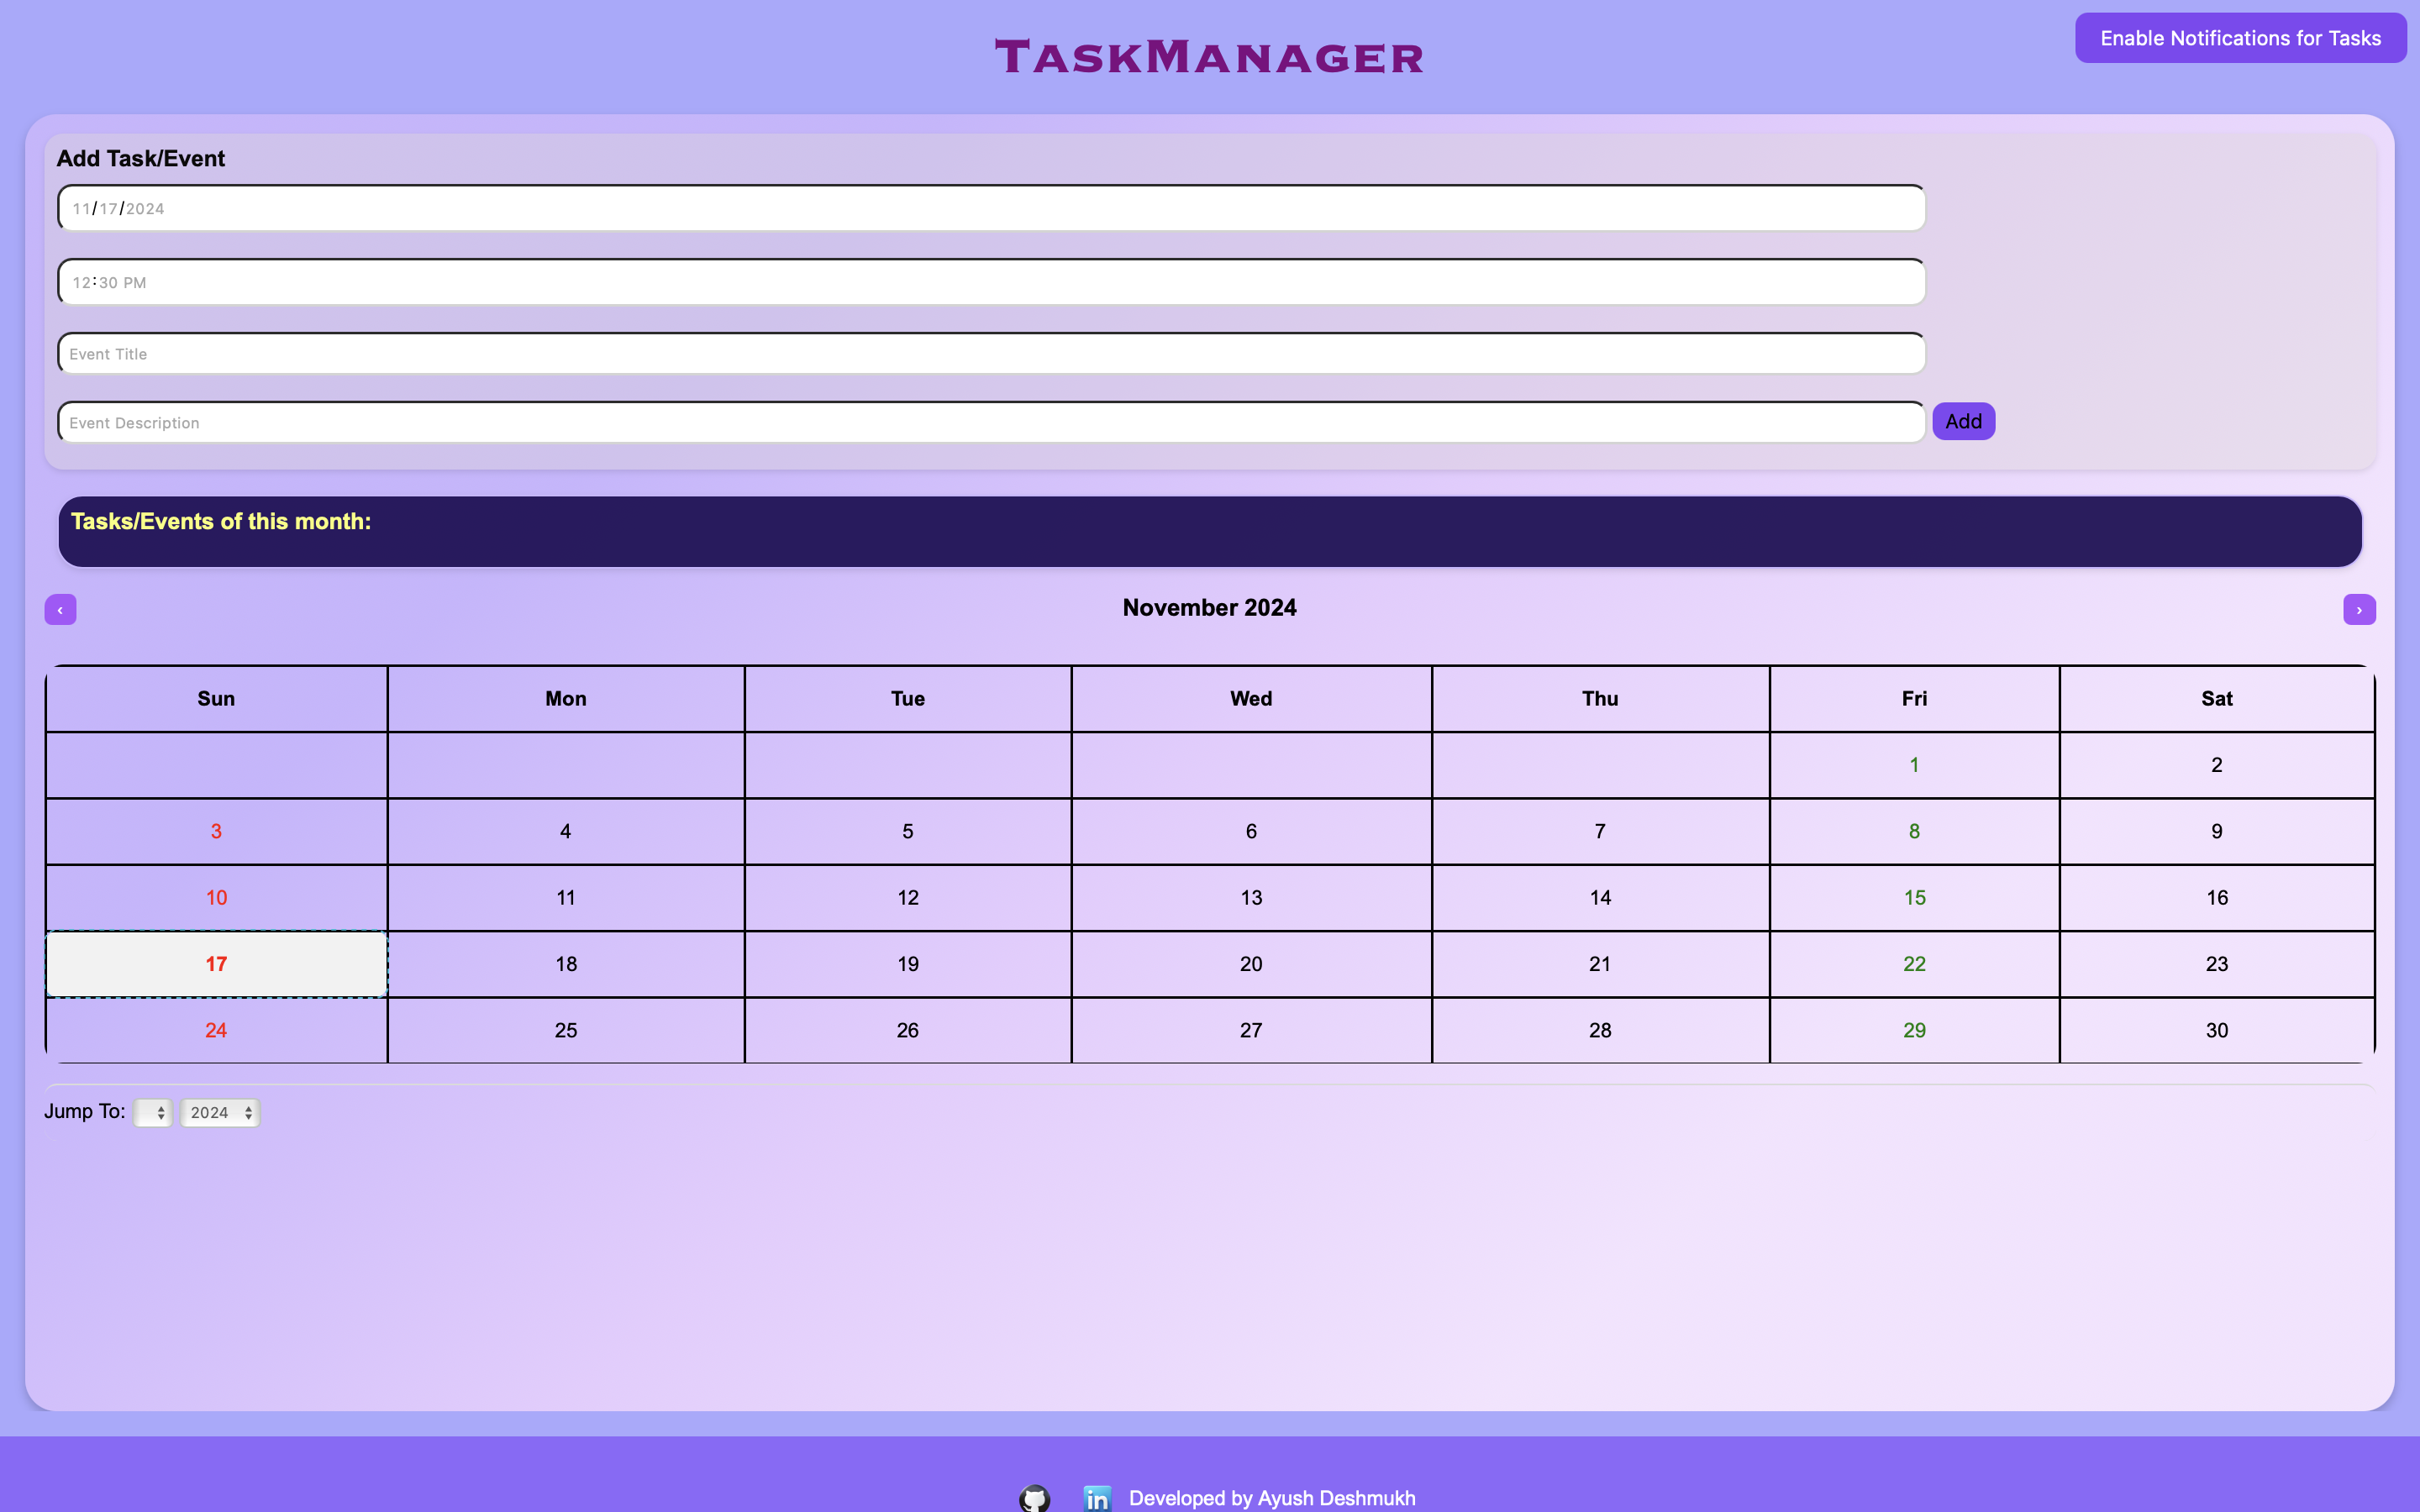 TaskManager
Enable Notifications for Tasks
Add Task/Event
11/17/2024
12:30 PM
Event Title
Event Description
Add
Tasks/Events of this month:
‹ November 2024 ›
Sun Mon Tue Wed Thu Fri Sat
1 2
3 4 5 6 7 8 9
10 11 12 13 14 15 16
17 18 19 20 21 22 23
24 25 26 27 28 29 30
Jump To: 2024
in Developed by Ayush Deshmukh